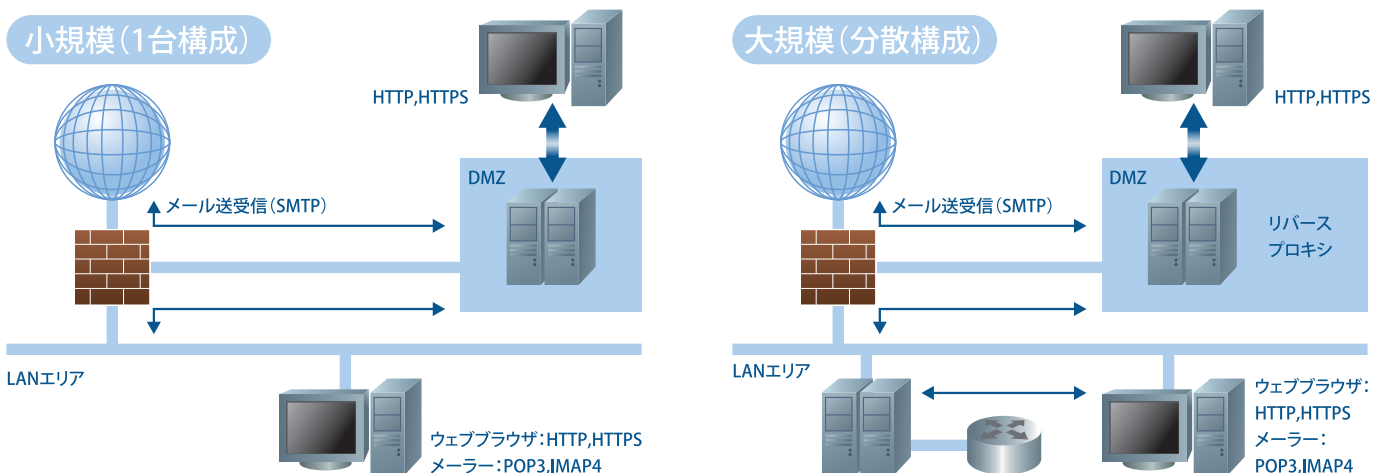 小規模（1台構成）
HTTP,HTTPS
DMZ
メール送受信（SMTP）
LANエリア
ウェブブラウザ：HTTP,HTTPS
メーラー：POP3,IMAP4
大規模（分散構成）
HTTP,HTTPS
DMZ
メール送受信（SMTP）
リバース
プロキシ
LANエリア
ウェブブラウザ：
HTTP,HTTPS
メーラー：
POP3,IMAP4